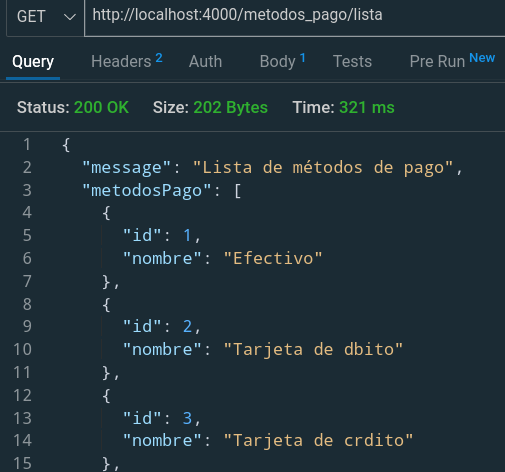 GET http://localhost:4000/metodos_pago/lista
Query Headers 2 Auth Body 1 Tests Pre Run New
Status: 200 OK Size: 202 Bytes Time: 321 ms
1 {
2 "message": "Lista de métodos de pago",
3 "metodosPago": [
4 {
5 "id": 1,
6 "nombre": "Efectivo"
7 },
8 {
9 "id": 2,
10 "nombre": "Tarjeta de dbito"
11 },
12 {
13 "id": 3,
14 "nombre": "Tarjeta de crdito"
15 },